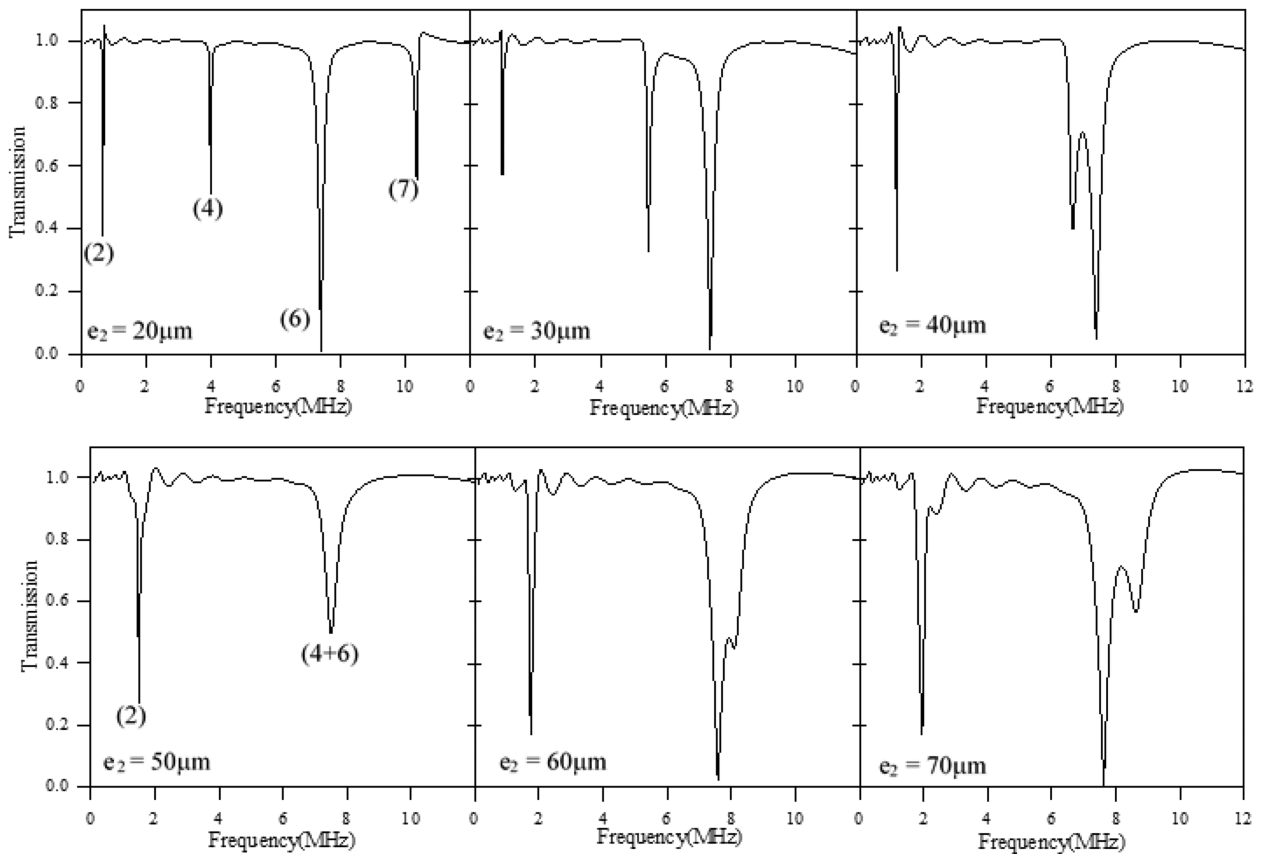 1.0
0.8
0.6
0.4
0.2
0.0
Transmission
(2)
(4)
(6)
(7)
e2 = 20μm
0 2 4 6 8 10
Frequency(MHz)
e2 = 30μm
0 2 4 6 8 10
Frequency(MHz)
e2 = 40μm
0 2 4 6 8 10 12
Frequency(MHz)
1.0
0.8
0.6
0.4
0.2
0.0
Transmission
(2)
(4+6)
e2 = 50μm
0 2 4 6 8 10
Frequency(MHz)
e2 = 60μm
0 2 4 6 8 10
Frequency(MHz)
e2 = 70μm
0 2 4 6 8 10 12
Frequency(MHz)